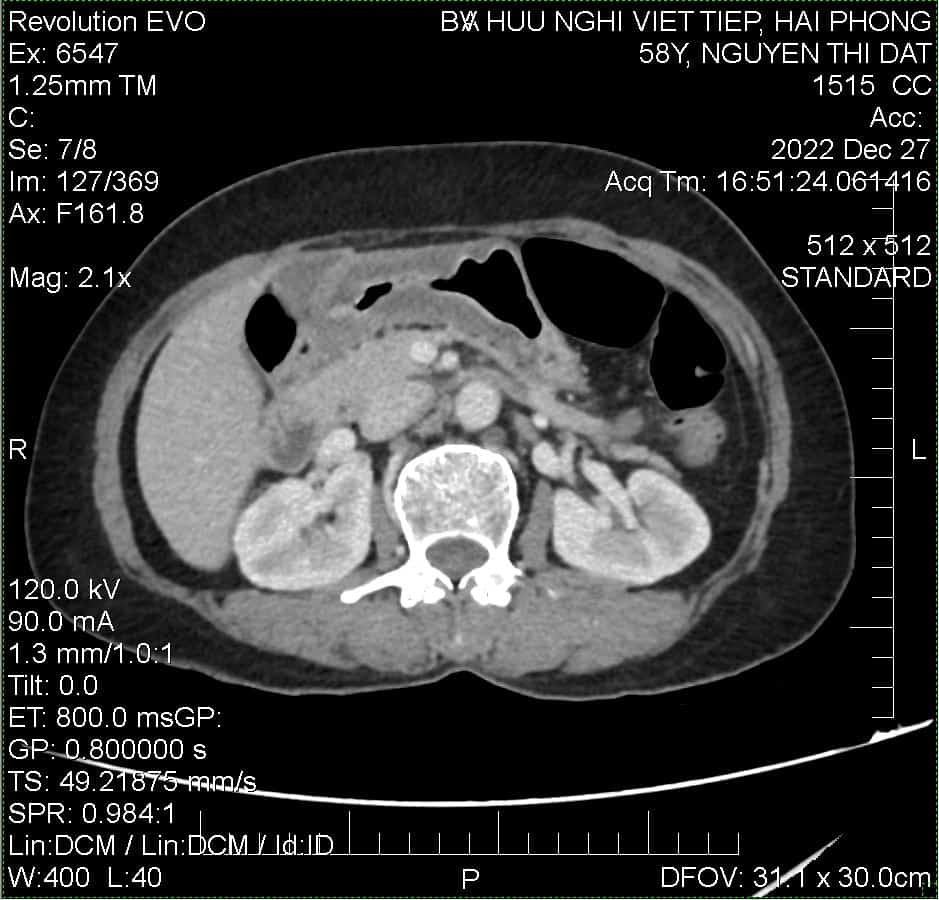 Revolution EVO
Ex: 6547
1.25mm TM
C:
Se: 7/8
Im: 127/369
Ax: F161.8
Mag: 2.1x
HUU NGHI VIET TIEP, HAI PHONG
58Y, NGUYEN THI DAT
1515 CC
Acc:
2022 Dec 27
Acq Tm: 16:51:24.061416
512 x 512
STANDARD
R
L
120.0 kV
90.0 mA
1.3 mm/1.0:1
Tilt: 0.0
ET: 800.0 msGP:
GP: 0.800000 s
TS: 49.21875 mm/s
SPR: 0.984:1
Lin:DCM / Lin:DCM / Id:ID
W:400 L:40
P
DFOV: 31.1 x 30.0cm